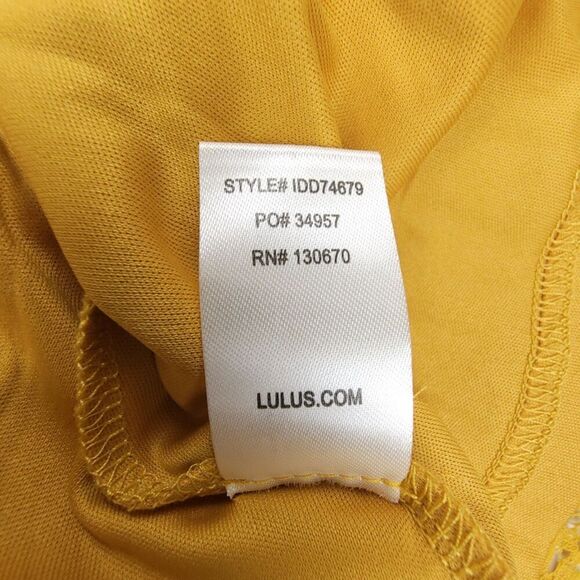 STYLE# IDD74679
PO# 34957
RN# 130670
LULUS.COM